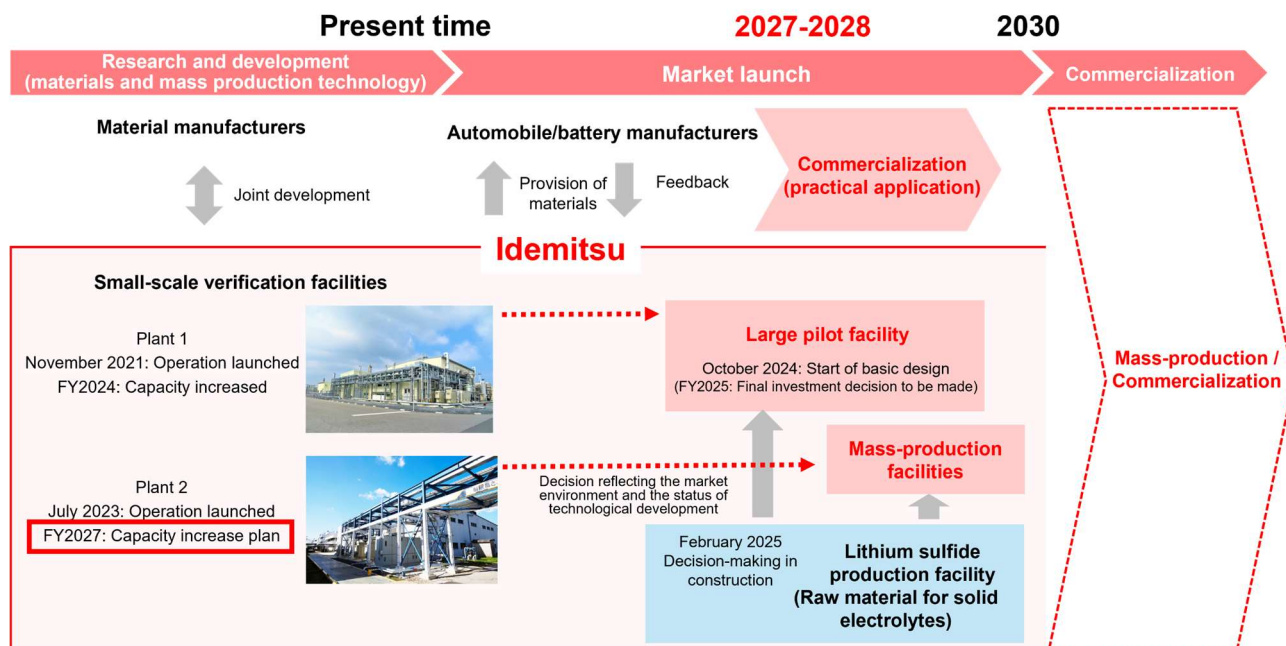 Present time
2027-2028
2030
Research and development
(materials and mass production technology)
Market launch
Commercialization
Material manufacturers
Joint development
Automobile/battery manufacturers
Provision of
materials
Feedback
Commercialization
(practical application)
Idemitsu
Small-scale verification facilities
Plant 1
November 2021: Operation launched
FY2024: Capacity increased
Large pilot facility
October 2024: Start of basic design
(FY2025: Final investment decision to be made)
Mass-production /
Commercialization
Plant 2
July 2023: Operation launched
FY2027: Capacity increase plan
Decision reflecting the market
environment and the status of
technological development
Mass-production
facilities
February 2025
Decision-making in
construction
Lithium sulfide
production facility
(Raw material for solid
electrolytes)